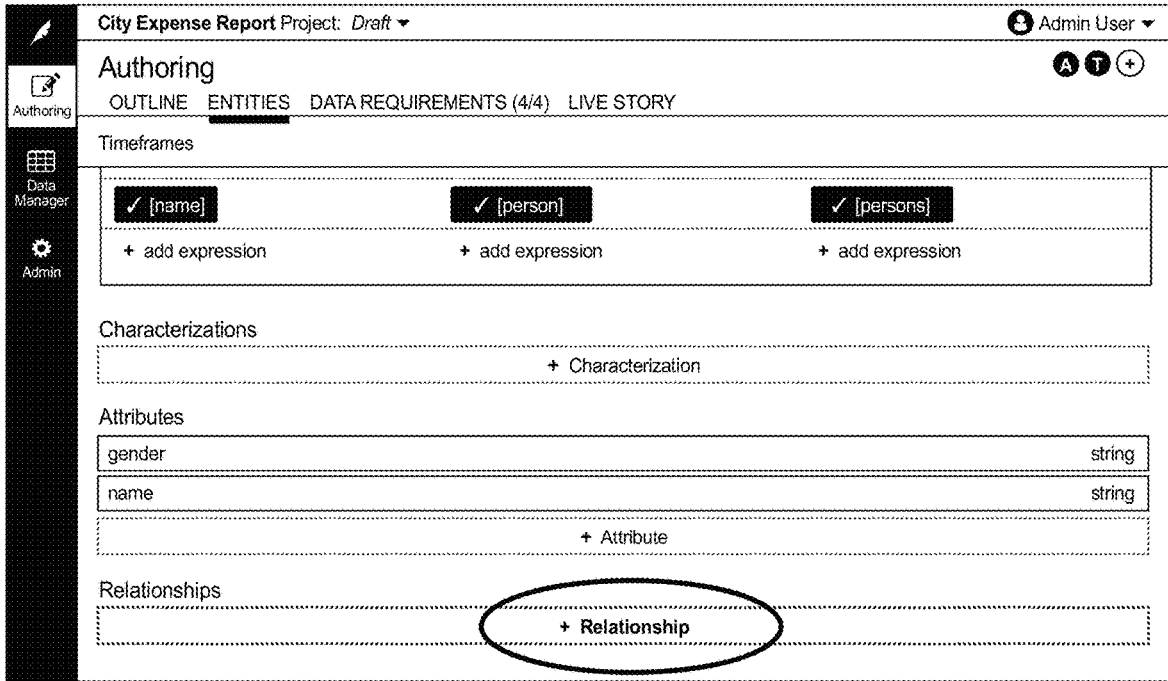 City Expense Report Project: Draft
Admin User
Authoring
A T +
OUTLINE ENTITIES DATA REQUIREMENTS (4/4) LIVE STORY
Authoring
Timeframes
Data
Manager
✓ [name] ✓ [person] ✓ [persons]
+ add expression + add expression + add expression
Admin
Characterizations
+ Characterization
Attributes
gender string
name string
+ Attribute
Relationships
+ Relationship